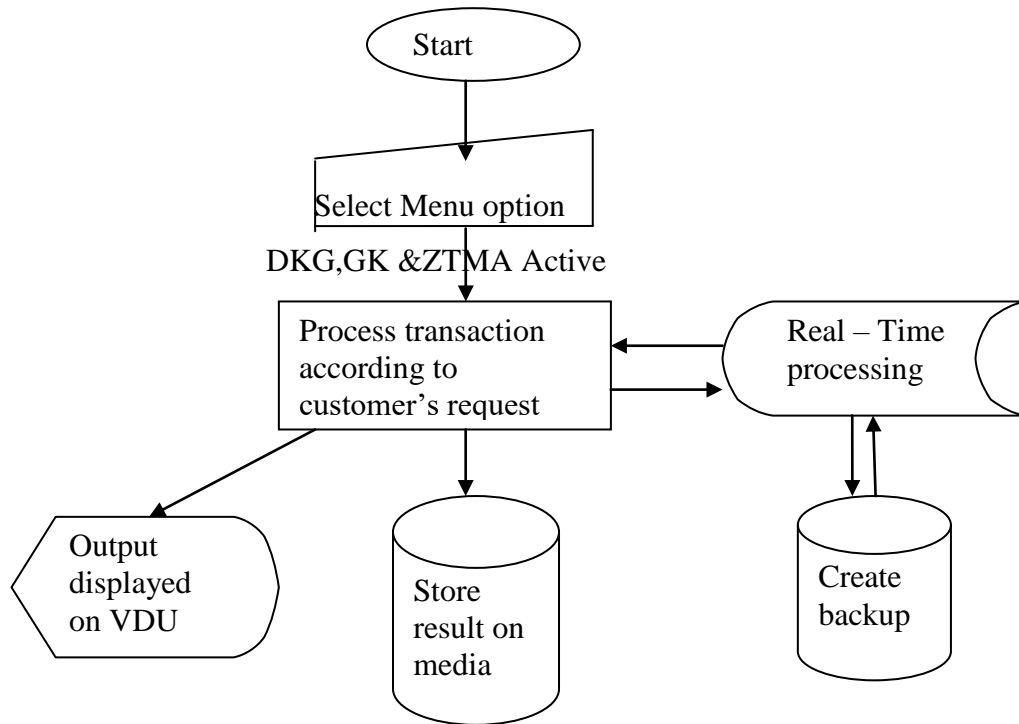 Start
Select Menu option
DKG,GK &ZTMA Active
Process transaction
according to
customer’s request
Real – Time
processing
Output
displayed
on VDU
Store
result on
media
Create
backup